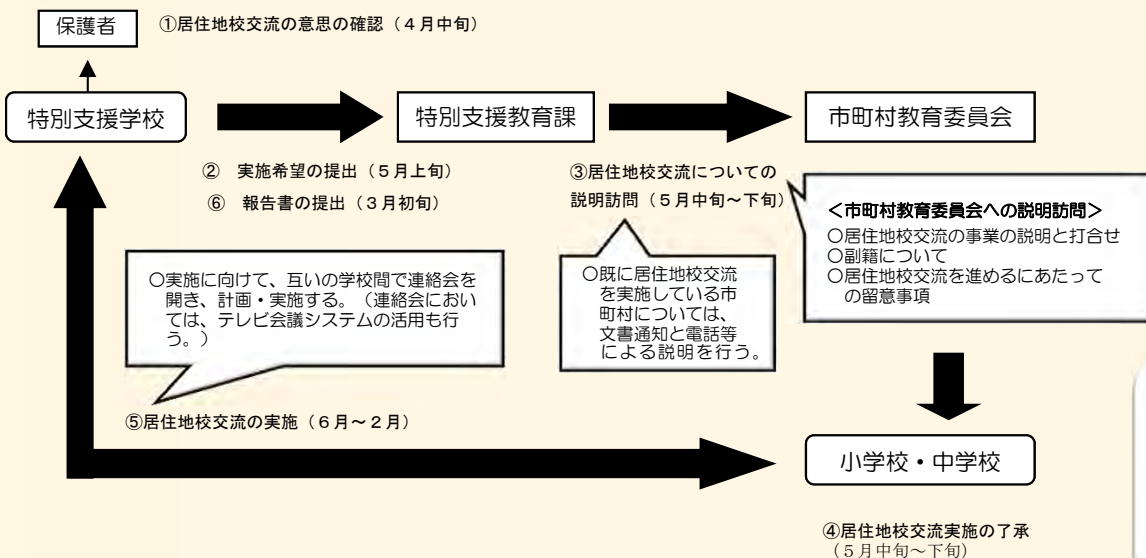 保護者
①居住地校交流の意思の確認（４月中旬）
特別支援学校
特別支援教育課
市町村教育委員会
② 実施希望の提出（５月上旬）
⑥ 報告書の提出（３月初旬）
③居住地校交流についての
説明訪問（５月中旬～下旬）
＜市町村教育委員会への説明訪問＞
○居住地校交流の事業の説明と打合せ
○副籍について
○居住地校交流を進めるにあたって
の留意事項
○実施に向けて、互いの学校間で連絡会を
開き、計画・実施する。（連絡会におい
ては、テレビ会議システムの活用も行
う。）
○既に居住地校交流
を実施している市
町村については、
文書通知と電話等
による説明を行う。
⑤居住地校交流の実施（６月～２月）
小学校・中学校
④居住地校交流実施の了承
（５月中旬～下旬）